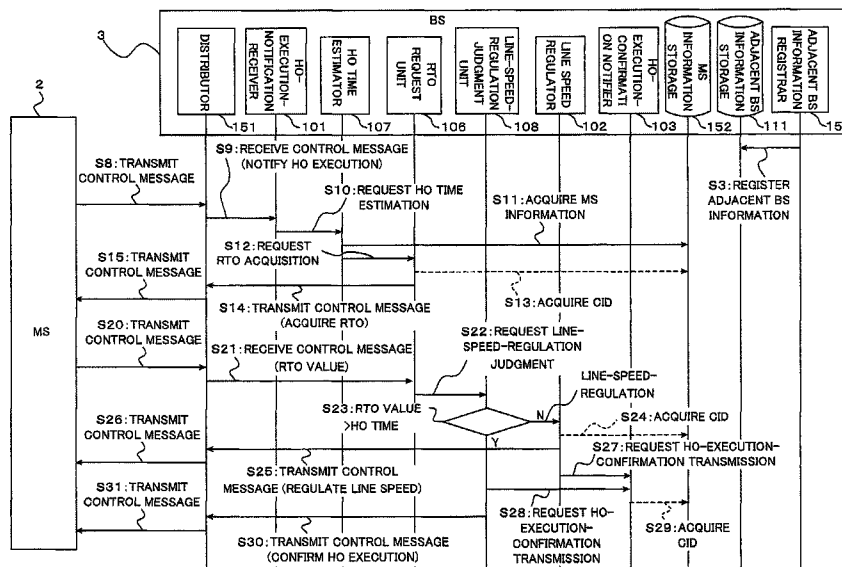 BS
3
DISTRIBUTOR
151
HO-
EXECUTION-
NOTIFICATION
RECEIVER
101
HO TIME
ESTIMATOR
107
RTO
REQUEST
UNIT
106
LINE-SPEED-
REGULATION
JUDGMENT
UNIT
108
LINE SPEED
REGULATOR
102
HO-
EXECUTION-
CONFIRMATI
ON NOTIFIER
103
MS
INFORMATION
STORAGE
152
ADJACENT BS
INFORMATION
STORAGE
111
ADJACENT BS
INFORMATION
REGISTRAR
15
2
MS
S8:TRANSMIT
CONTROL MESSAGE
S9:RECEIVE CONTROL MESSAGE
(NOTIFY HO EXECUTION)
S10:REQUEST HO TIME
ESTIMATION
S11:ACQUIRE MS
INFORMATION
S3:REGISTER
ADJACENT BS
INFORMATION
S12:REQUEST
RTO ACQUISITION
S15:TRANSMIT
CONTROL MESSAGE
S13:ACQUIRE CID
S14:TRANSMIT CONTROL MESSAGE
(ACQUIRE RTO)
S20:TRANSMIT
CONTROL MESSAGE
S21:RECEIVE CONTROL MESSAGE
(RTO VALUE)
S22:REQUEST LINE-
SPEED-REGULATION
JUDGMENT
LINE-SPEED-
REGULATION
S23:RTO VALUE
>HO TIME
N
Y
S24:ACQUIRE CID
S26:TRANSMIT
CONTROL MESSAGE
S25:TRANSMIT CONTROL
MESSAGE (REGULATE LINE SPEED)
S27:REQUEST HO-EXECUTION-
CONFIRMATION TRANSMISSION
S31:TRANSMIT
CONTROL MESSAGE
S28:REQUEST HO-
EXECUTION-
CONFIRMATION
TRANSMISSION
S29:ACQUIRE
CID
S30:TRANSMIT CONTROL MESSAGE
(CONFIRM HO EXECUTION)